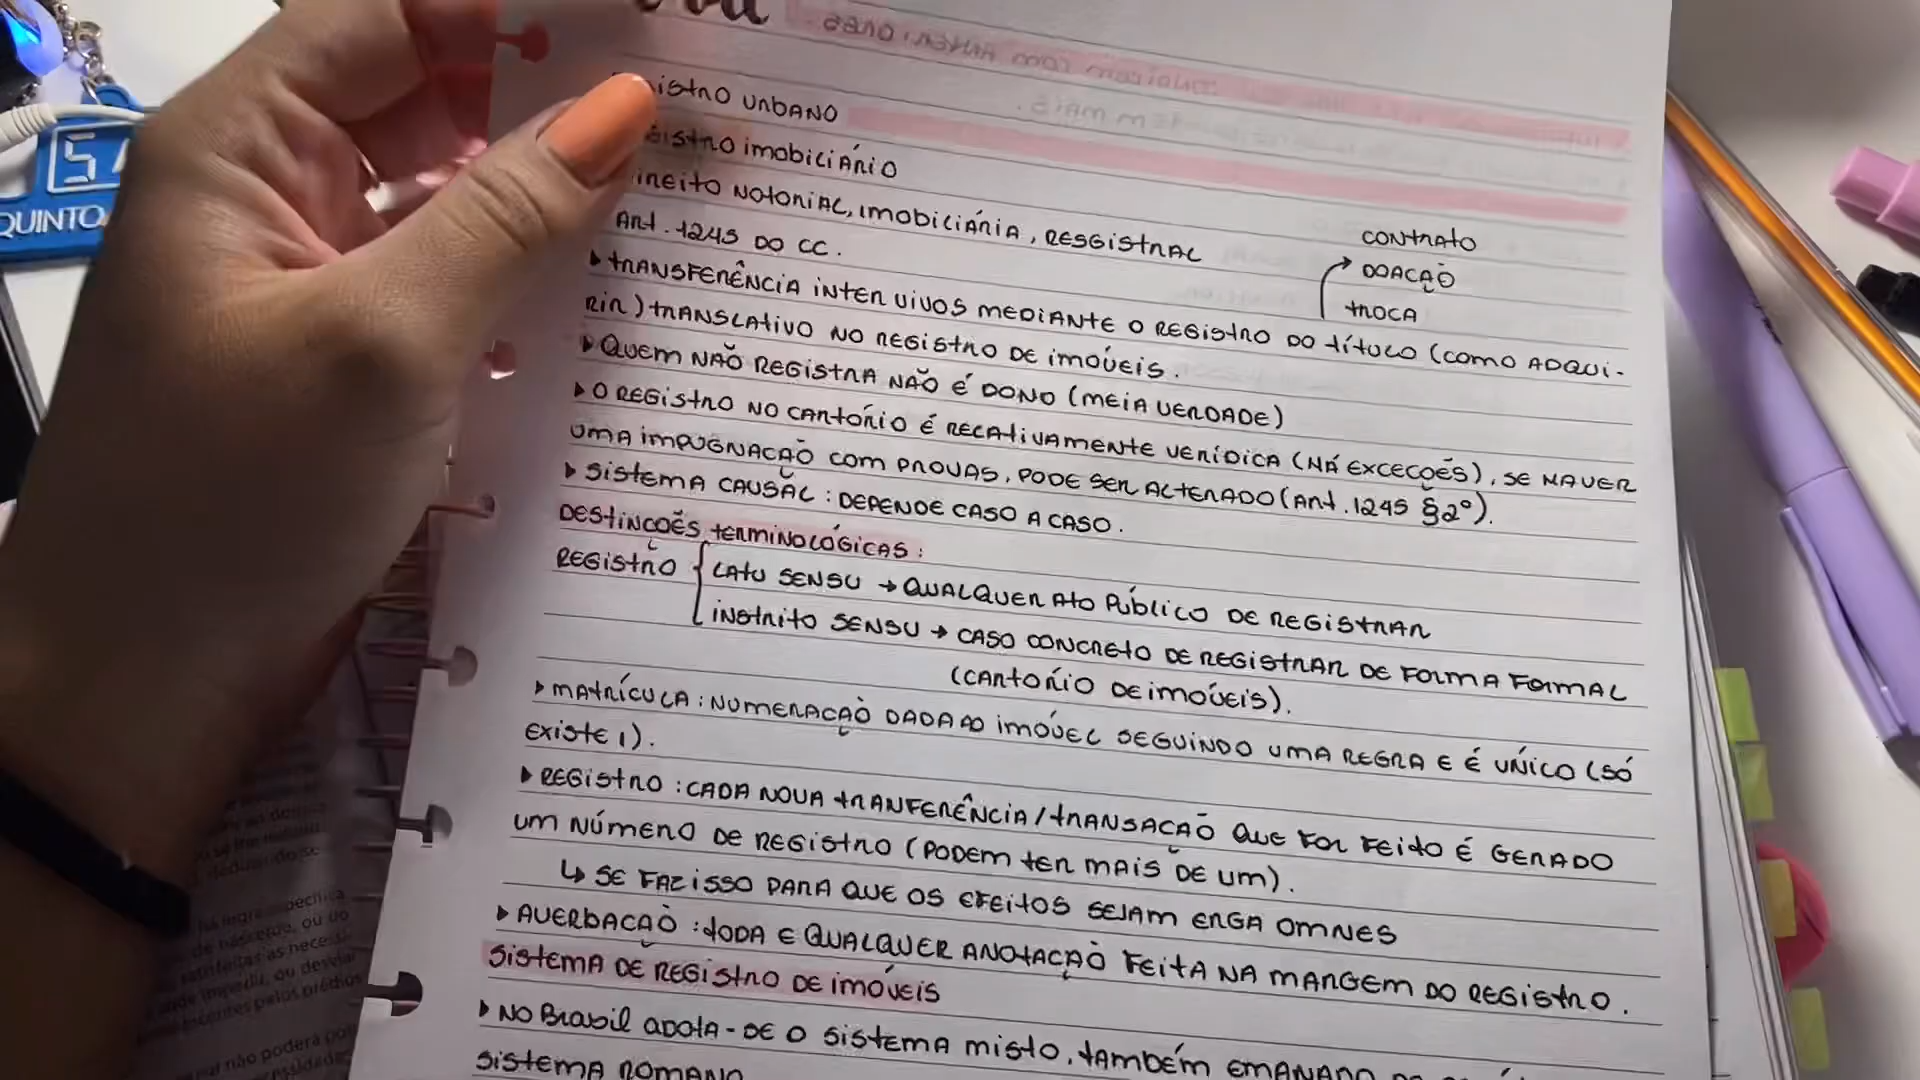 URBANO
IMOBILIÁRIO
NOTORIAL, IMOBILIÁRIA, RESGISTRAL
ART. 1245 DO CC.
CONTRATO
DOAÇÃO
TROCA
▸ TRANSFERÊNCIA INTER VIVOS MEDIANTE O REGISTRO DO TÍTULO (COMO ADQUI-
RIR) TRANSLATIVO NO REGISTRO DE IMÓVEIS.
▸ QUEM NÃO REGISTRA NÃO É DONO (MEIA VERDADE)
▸ O REGISTRO NO CARTÓRIO É RELATIVAMENTE VERÍDICA (HÁ EXCEÇÕES), SE HAVER
UMA IMPUGNAÇÃO COM PROVAS, PODE SER ALTERADO (ART. 1245 §2º).
▸ SISTEMA CAUSAL: DEPENDE CASO A CASO.
DESTINÇÕES TERMINOLÓGICAS:
REGISTRO { LATU SENSU → QUALQUER ATO PÚBLICO DE REGISTRAR
INSTRITO SENSU → CASO CONCRETO DE REGISTRAR DE FORMA FORMAL
(CARTÓRIO DE IMÓVEIS).
▸ MATRÍCULA: NUMERAÇÃO DADA AO IMÓVEL SEGUINDO UMA REGRA E É ÚNICO (SÓ
EXISTE 1).
▸ REGISTRO: CADA NOVA TRANFERÊNCIA/TRANSAÇÃO QUE FOR FEITO É GERADO
UM NÚMERO DE REGISTRO (PODEM TER MAIS DE UM).
↳ SE FAZ ISSO PARA QUE OS EFEITOS SEJAM ERGA OMNES
▸ AVERBAÇÃO: TODA E QUALQUER ANOTAÇÃO FEITA NA MARGEM DO REGISTRO.
SISTEMA DE REGISTRO DE IMÓVEIS
▸ NO BRASIL ADOTA-SE O SISTEMA MISTO, TAMBÉM EMANADO
SISTEMA ROMANO
QUINTO